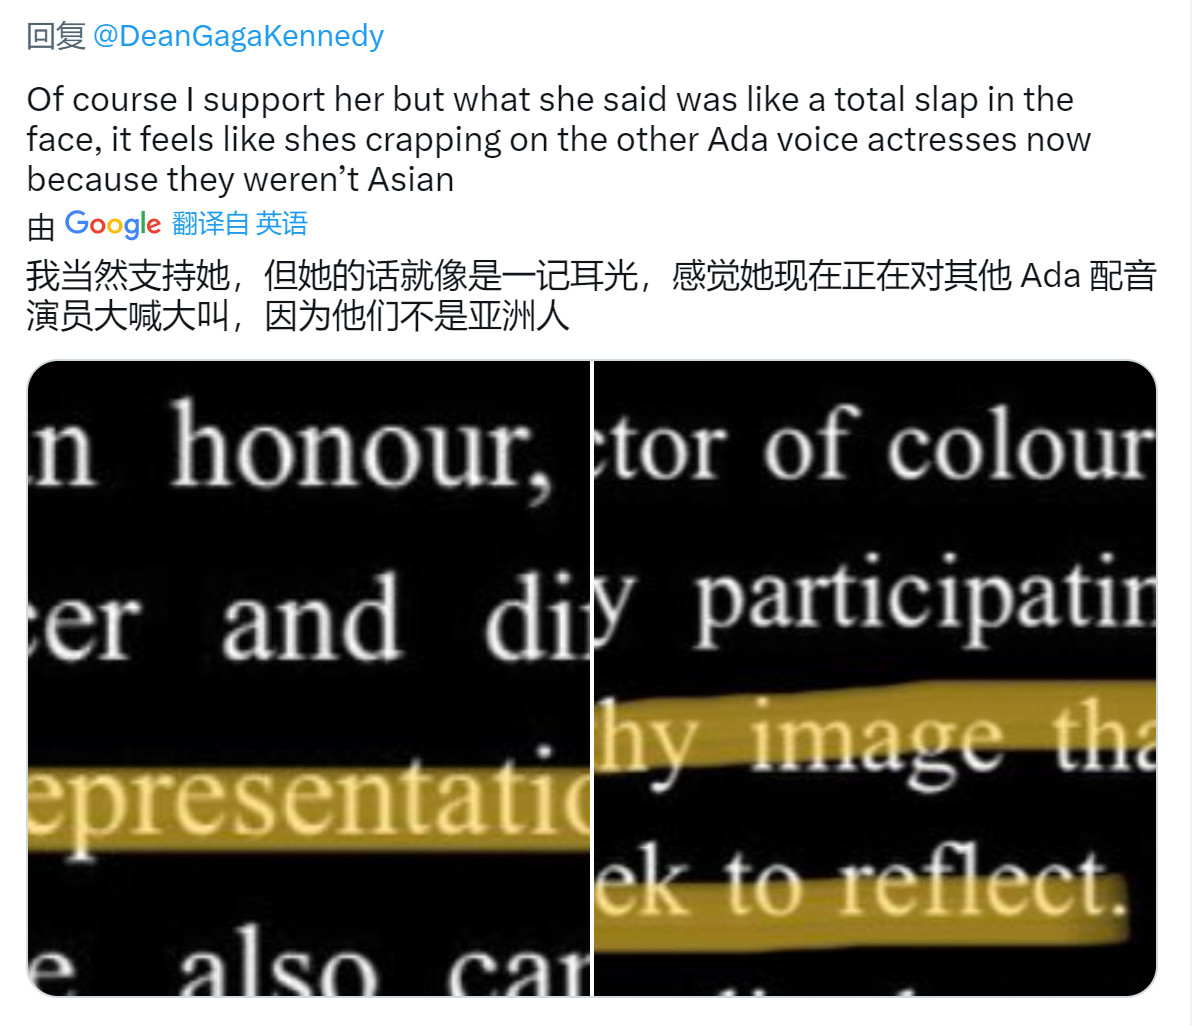 回复 @DeanGagaKennedy
Of course I support her but what she said was like a total slap in the
face, it feels like shes crapping on the other Ada voice actresses now
because they weren’t Asian
由 Google 翻译自 英语
我当然支持她，但她的话就像是一记耳光，感觉她现在正在对其他 Ada 配音
演员大喊大叫，因为他们不是亚洲人
n honour,
cer and di
epresentatio
e also car
ctor of colour
y participatin
hy image tha
ek to reflect.